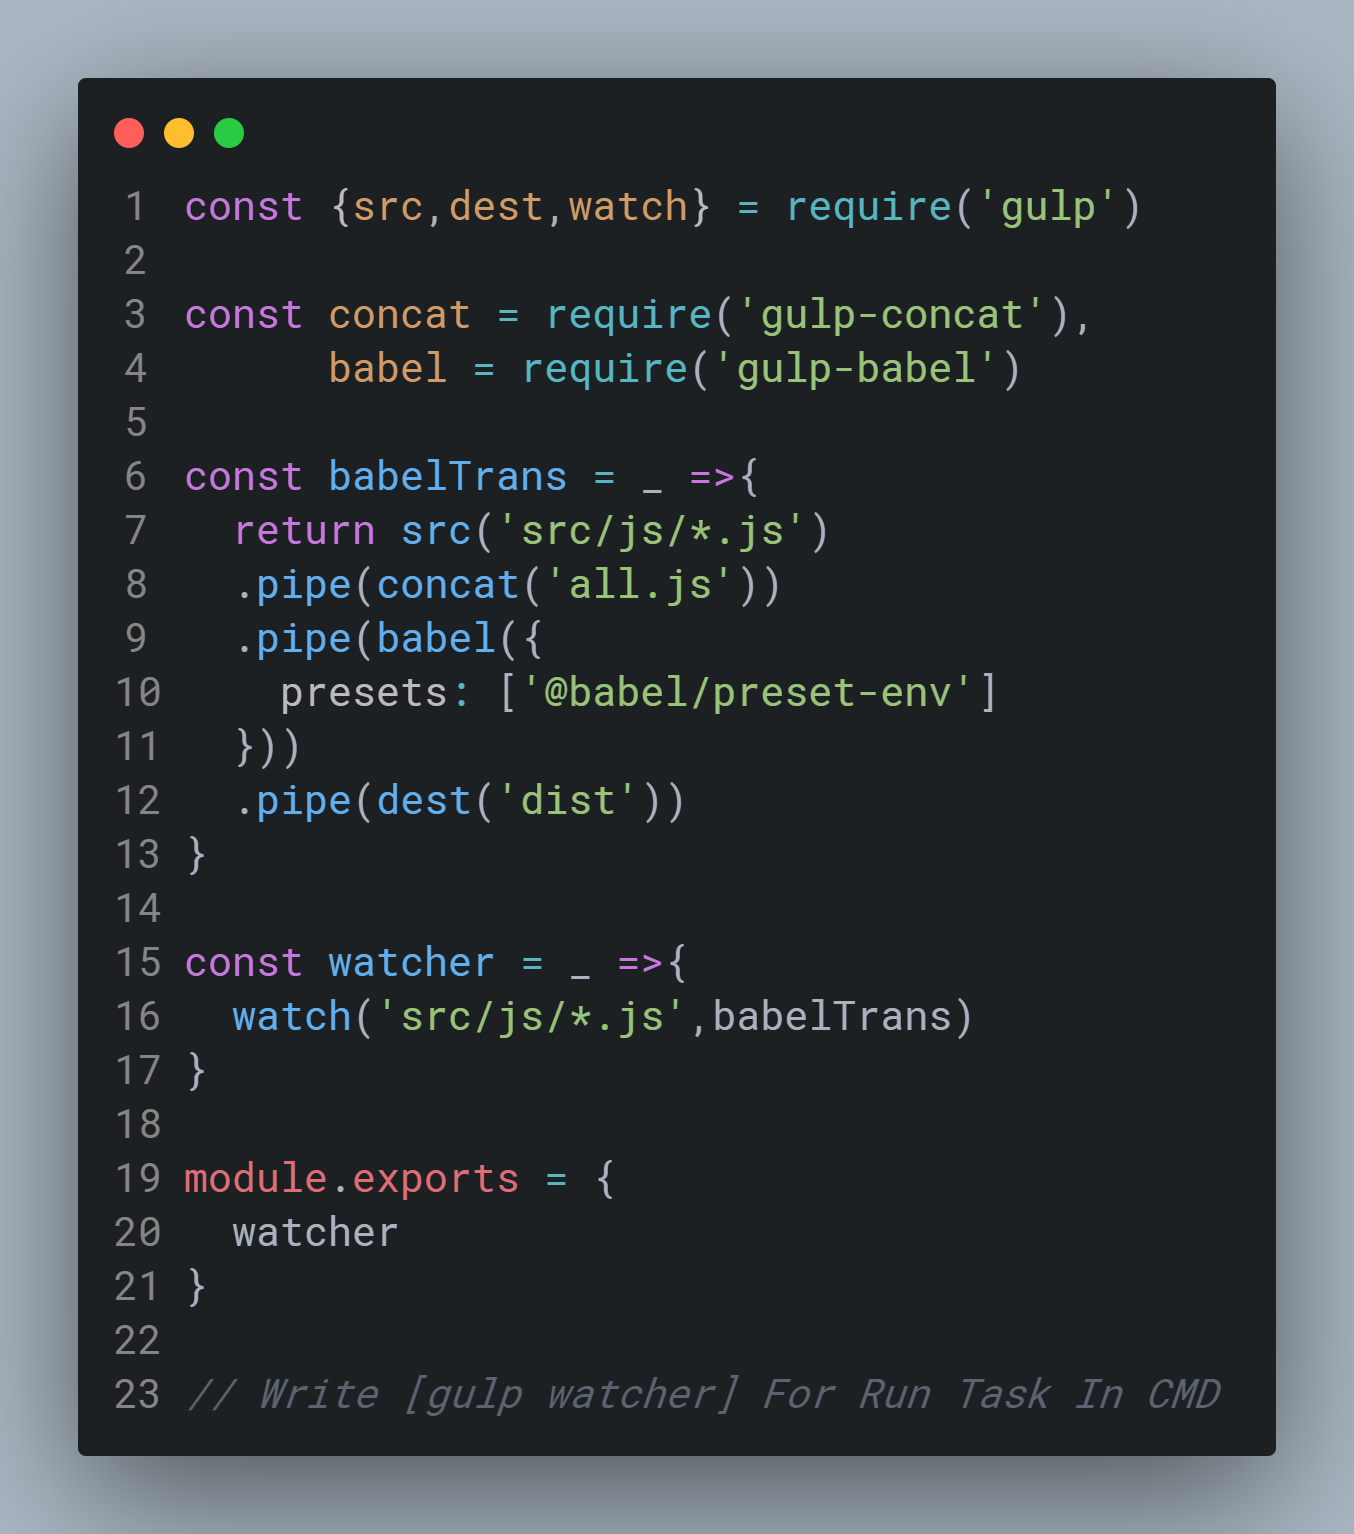 1 const {src,dest,watch} = require('gulp')
2
3 const concat = require('gulp-concat'),
4       babel = require('gulp-babel')
5
6 const babelTrans = _ =>{
7   return src('src/js/*.js')
8   .pipe(concat('all.js'))
9   .pipe(babel({
10     presets: ['@babel/preset-env']
11   }))
12   .pipe(dest('dist'))
13 }
14
15 const watcher = _ =>{
16   watch('src/js/*.js',babelTrans)
17 }
18
19 module.exports = {
20   watcher
21 }
22
23 // Write [gulp watcher] For Run Task In CMD